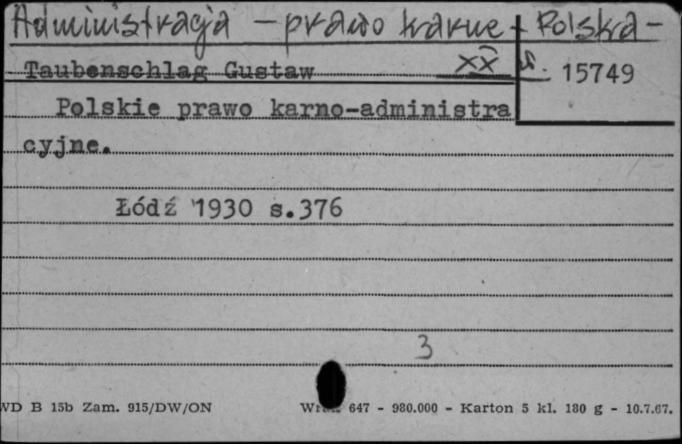 Administracja - prawo karne - Polska -
XX w.
Taubenschlag Gustaw
15749
Polskie prawo karno-administra
cyjne.
Łódź 1930 s.376
3
WD B 15b Zam. 915/DW/ON 647 - 980.000 - Karton 5 kl. 180 g - 10.7.67.